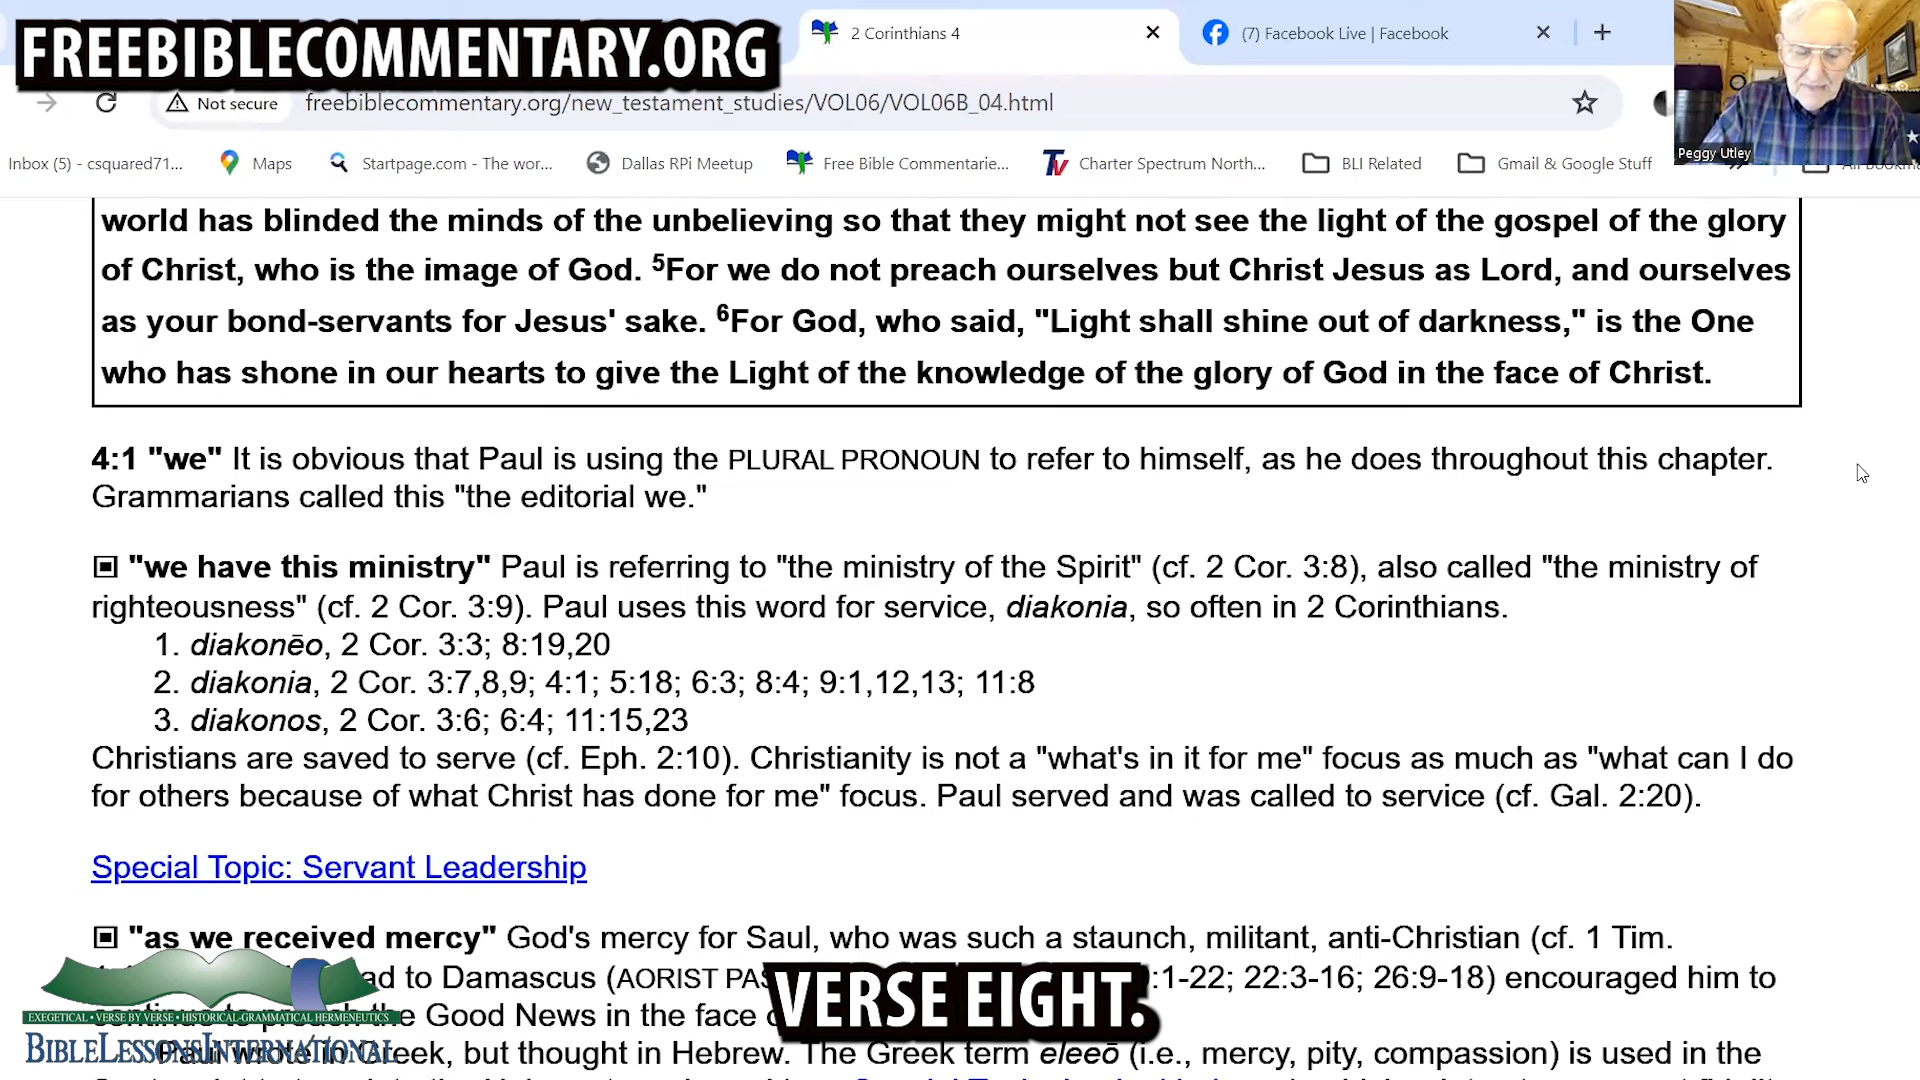 FREEBIBLECOMMENTARY.ORG
2 Corinthians 4
(7) Facebook Live | Facebook
Not secure
freebiblecommentary.org/new_testament_studies/VOL06/VOL06B_04.html
Peggy Utley
Inbox (5) - csquared71...
Maps
Startpage.com - The wor...
Dallas RPi Meetup
Free Bible Commentarie...
Charter Spectrum North...
BLI Related
Gmail & Google Stuff
world has blinded the minds of the unbelieving so that they might not see the light of the gospel of the glory
of Christ, who is the image of God. 5For we do not preach ourselves but Christ Jesus as Lord, and ourselves
as your bond-servants for Jesus' sake. 6For God, who said, "Light shall shine out of darkness," is the One
who has shone in our hearts to give the Light of the knowledge of the glory of God in the face of Christ.
4:1 "we" It is obvious that Paul is using the PLURAL PRONOUN to refer to himself, as he does throughout this chapter.
Grammarians called this "the editorial we."
"we have this ministry" Paul is referring to "the ministry of the Spirit" (cf. 2 Cor. 3:8), also called "the ministry of
righteousness" (cf. 2 Cor. 3:9). Paul uses this word for service, diakonia, so often in 2 Corinthians.
1. diakonēo, 2 Cor. 3:3; 8:19,20
2. diakonia, 2 Cor. 3:7,8,9; 4:1; 5:18; 6:3; 8:4; 9:1,12,13; 11:8
3. diakonos, 2 Cor. 3:6; 6:4; 11:15,23
Christians are saved to serve (cf. Eph. 2:10). Christianity is not a "what's in it for me" focus as much as "what can I do
for others because of what Christ has done for me" focus. Paul served and was called to service (cf. Gal. 2:20).
Special Topic: Servant Leadership
"as we received mercy" God's mercy for Saul, who was such a staunch, militant, anti-Christian (cf. 1 Tim.
to Damascus (AORIST :1-22; 22:3-16; 26:9-18) encouraged him to
continue to preach the Good News in the face
Paul wrote in Greek, but thought in Hebrew. The Greek term eleeō (i.e., mercy, pity, compassion) is used in the
VERSE EIGHT.
EXEGETICAL • VERSE BY VERSE • HISTORICAL-GRAMMATICAL HERMENEUTICS
BIBLELESSONSINTERNATIONAL